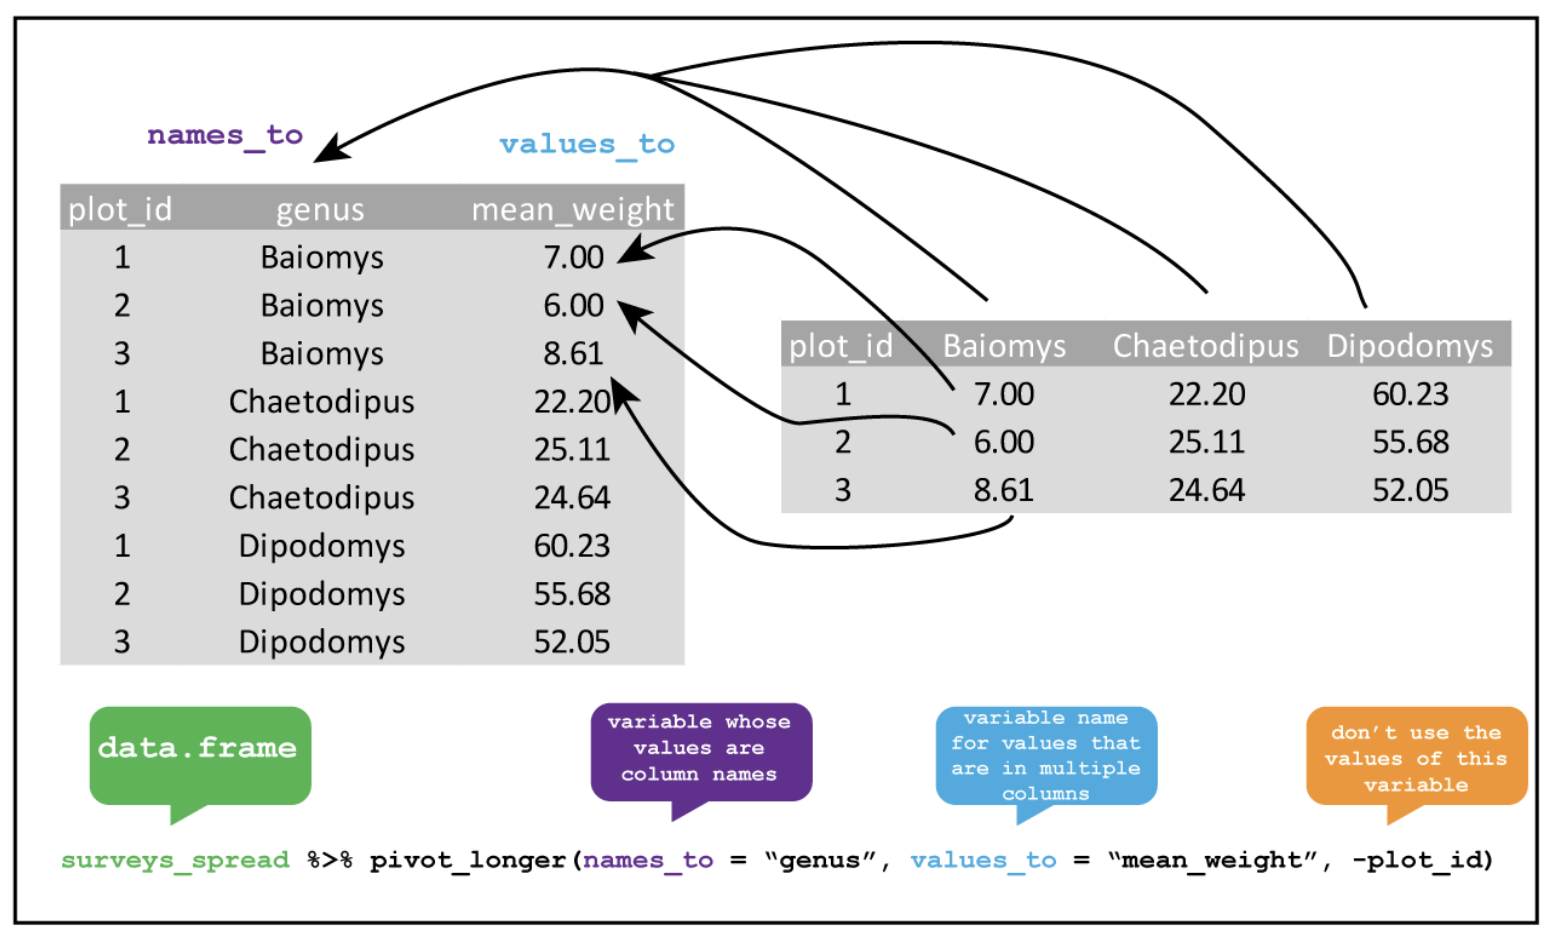 names_to
values_to
plot_id genus mean_weight
1 Baiomys 7.00
2 Baiomys 6.00
3 Baiomys 8.61
1 Chaetodipus 22.20
2 Chaetodipus 25.11
3 Chaetodipus 24.64
1 Dipodomys 60.23
2 Dipodomys 55.68
3 Dipodomys 52.05
plot_id Baiomys Chaetodipus Dipodomys
1 7.00 22.20 60.23
2 6.00 25.11 55.68
3 8.61 24.64 52.05
data.frame
variable whose
values are
column names
variable name
for values that
are in multiple
columns
don’t use the
values of this
variable
surveys_spread %>% pivot_longer(names_to = “genus”, values_to = “mean_weight”, -plot_id)